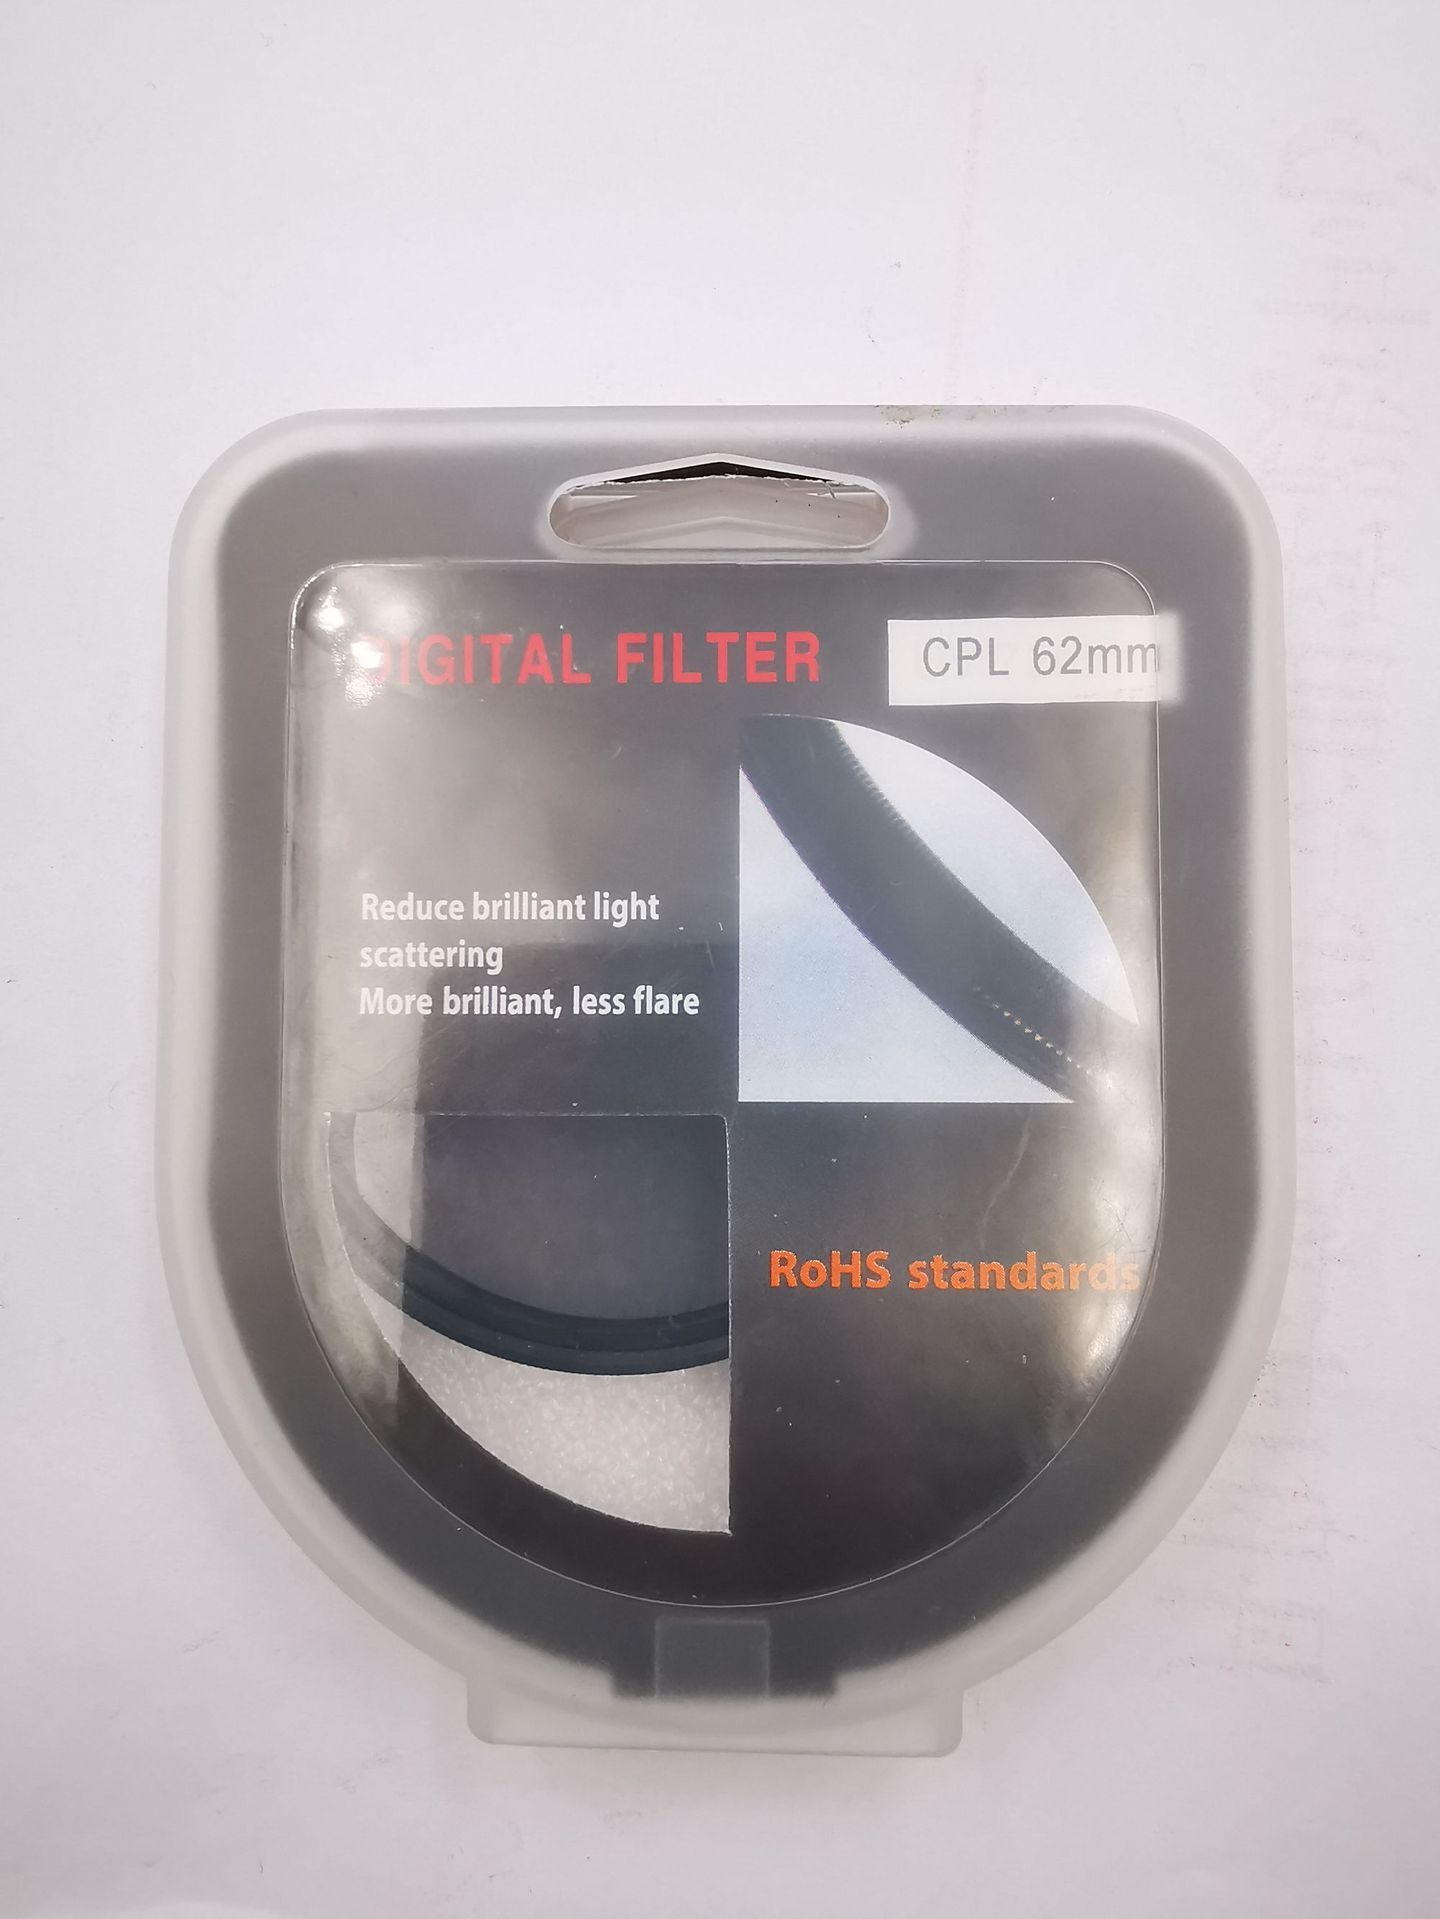 DIGITAL FILTER
CPL 62mm
Reduce brilliant light
scattering
More brilliant, less flare
RoHS standards